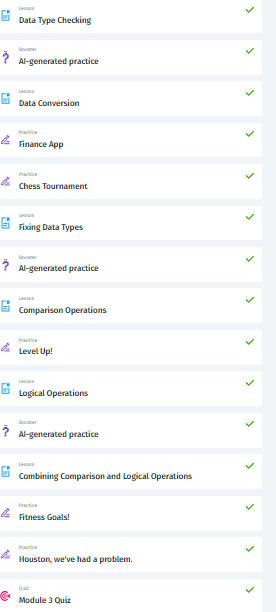 Lesson
Data Type Checking
Booster
AI-generated practice
Lesson
Data Conversion
Practice
Finance App
Practice
Chess Tournament
Lesson
Fixing Data Types
Booster
AI-generated practice
Lesson
Comparison Operations
Practice
Level Up!
Lesson
Logical Operations
Booster
AI-generated practice
Lesson
Combining Comparison and Logical Operations
Practice
Fitness Goals!
Practice
Houston, we've had a problem.
Quiz
Module 3 Quiz